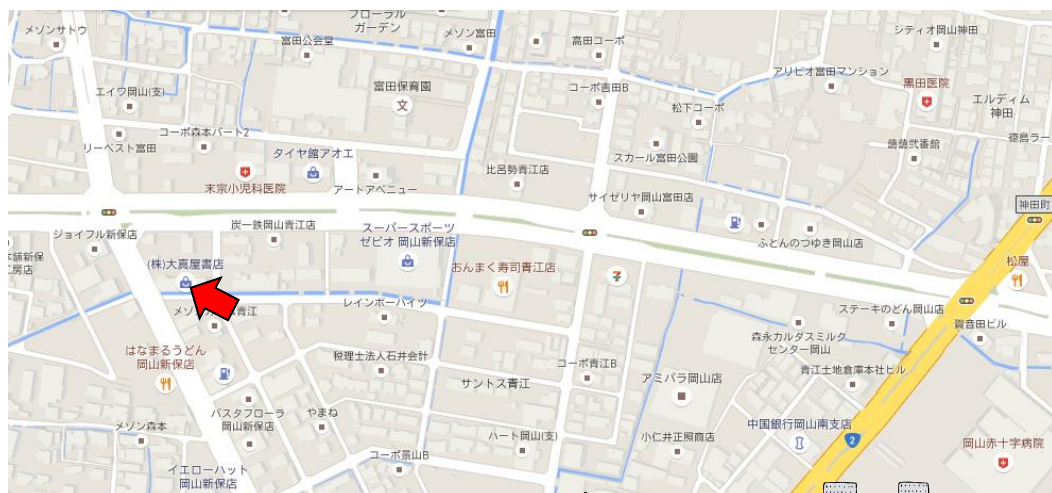 メゾンサトウ
フローラル
ガーデン
富田公会堂
メゾン富田
高田コーポ
シティオ岡山神田
エイワ岡山(支)
富田保育園
文
コーポ吉田B
アリビオ富田マンション
黒田医院
松下コーポ
エルディム
神田
リーベスト富田
コーポ森本パート2
タイヤ館アオエ
徳島ラー
末宗小児科医院
アートアベニュー
比呂勢青江店
スカール富田公園
サイゼリヤ岡山富田店
神田町
ジョイフル新保店
炭一鉄岡山青江店
スーパースポーツ
ゼビオ 岡山新保店
ふとんのつゆき岡山店
本舗新保
工房店
(株)大真屋書店
おんまく寿司青江店
7
松屋
メゾ
青江
レインボーハイツ
ステーキのどん岡山店
賀音田ビル
はなまるうどん
岡山新保店
税理士法人石井会計
コーポ青江B
森永カルダスミルク
センター岡山
サントス青江
アミパラ岡山店
青江土地倉庫本社ビル
パスタフローラ
岡山新保店
やまね
メゾン森本
ハート岡山(支)
小仁井正照商店
中国銀行岡山南支店
2
岡山赤十字病院
コーポ景山B
イエローハット
岡山新保店